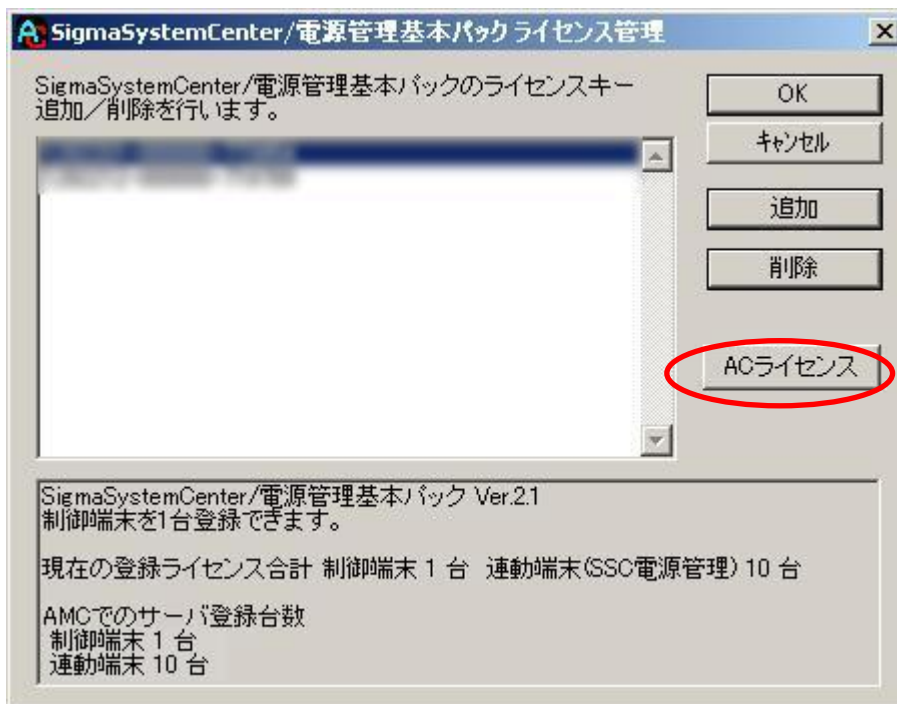 SigmaSystemCenter/電源管理基本パック ライセンス管理
SigmaSystemCenter/電源管理基本パックのライセンスキー
追加／削除を行います。
OK
キャンセル
追加
削除
ACライセンス
SigmaSystemCenter/電源管理基本パック Ver.2.1
制御端末を1台登録できます。
現在の登録ライセンス合計 制御端末 1 台 連動端末(SSC電源管理) 10 台
AMCでのサーバ登録台数
制御端末 1 台
連動端末 10 台